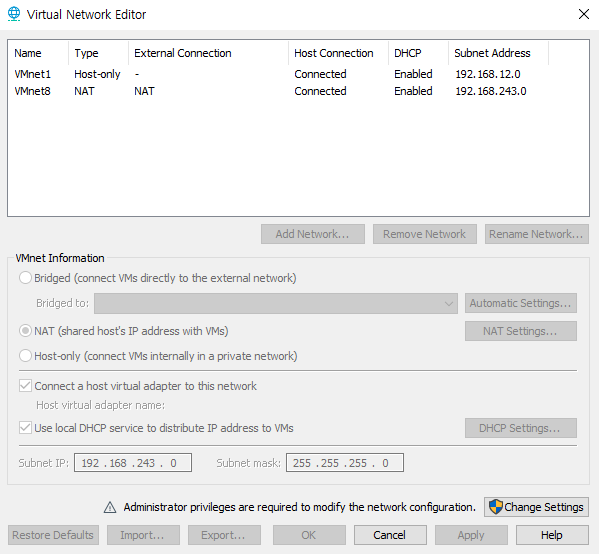 Virtual Network Editor
Name Type External Connection Host Connection DHCP Subnet Address
VMnet1 Host-only - Connected Enabled 192.168.12.0
VMnet8 NAT NAT Connected Enabled 192.168.243.0
Add Network... Remove Network Rename Network...
VMnet Information
Bridged (connect VMs directly to the external network)
Bridged to: Automatic Settings...
NAT (shared host's IP address with VMs) NAT Settings...
Host-only (connect VMs internally in a private network)
Connect a host virtual adapter to this network
Host virtual adapter name:
Use local DHCP service to distribute IP address to VMs DHCP Settings...
Subnet IP: 192 .168 .243 . 0 Subnet mask: 255 .255 .255 . 0
Administrator privileges are required to modify the network configuration. Change Settings
Restore Defaults Import... Export... OK Cancel Apply Help